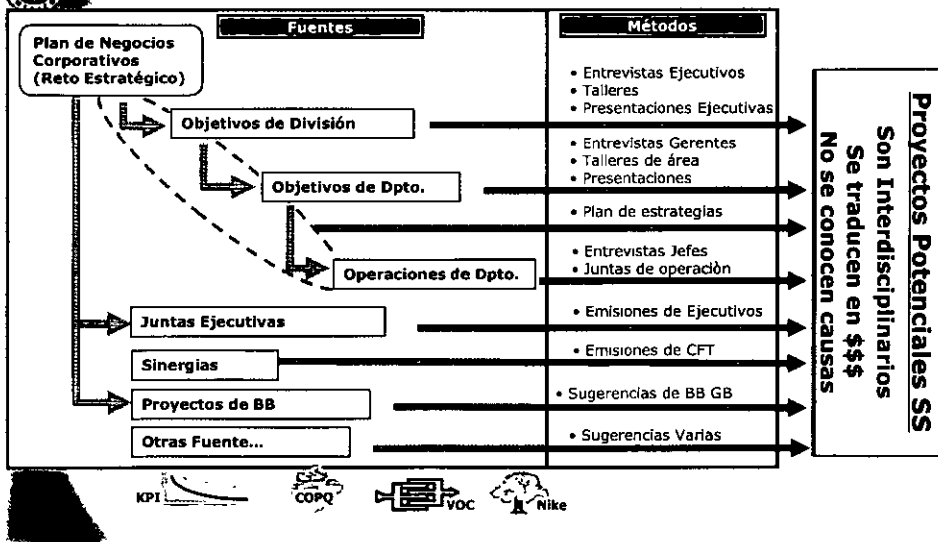 Fuentes
Métodos
Plan de Negocios
Corporativos
(Reto Estratégico)
• Entrevistas Ejecutivos
• Talleres
• Presentaciones Ejecutivas
Objetivos de División
• Entrevistas Gerentes
• Talleres de área
• Presentaciones
Objetivos de Dpto.
• Plan de estrategias
• Entrevistas Jefes
• Juntas de operaciòn
Operaciones de Dpto.
• Emisiones de Ejecutivos
Juntas Ejecutivas
• Emisiones de CFT
Sinergias
• Sugerencias de BB GB
Proyectos de BB
• Sugerencias Varias
Otras Fuente...
Proyectos Potenciales SS
Son Interdisciplinarios
Se traducen en $$$
No se conocen causas
KPI
COPQ
VOC
Nike